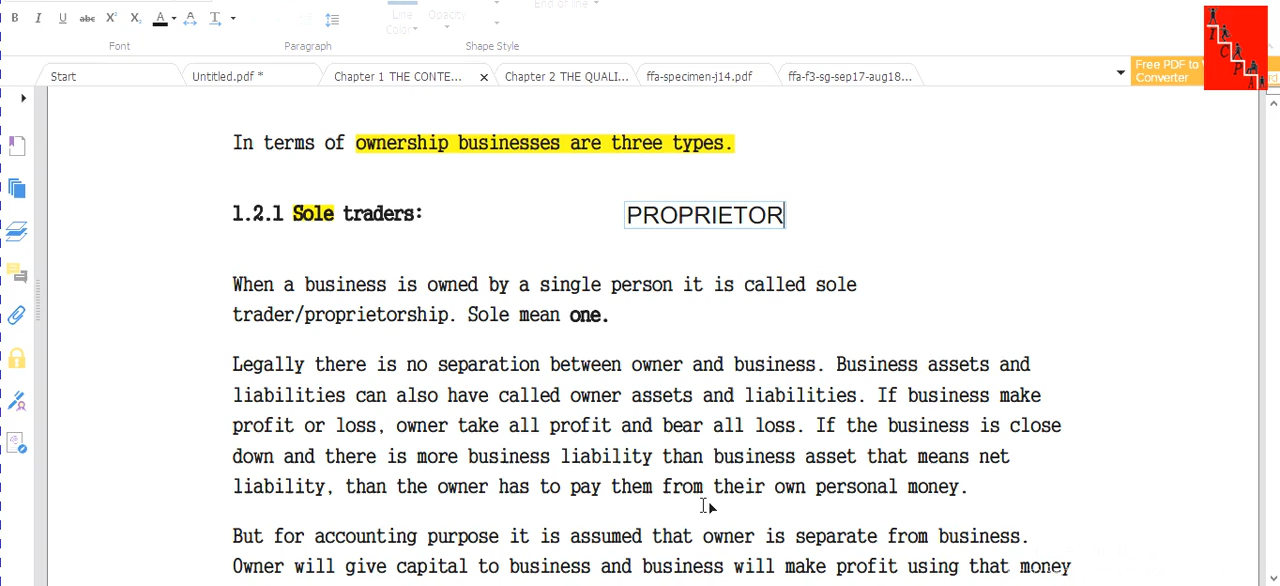 End of line
B I U abc X² X₂ A A T Line Color Opacity
Font Paragraph Shape Style
Start Untitled.pdf * Chapter 1 THE CONTE... × Chapter 2 THE QUALI... ffa-specimen-j14.pdf ffa-f3-sg-sep17-aug18...
Free PDF to
Converter
I
C
P
A
In terms of ownership businesses are three types.
1.2.1 Sole traders: PROPRIETOR
When a business is owned by a single person it is called sole
trader/proprietorship. Sole mean one.
Legally there is no separation between owner and business. Business assets and
liabilities can also have called owner assets and liabilities. If business make
profit or loss, owner take all profit and bear all loss. If the business is close
down and there is more business liability than business asset that means net
liability, than the owner has to pay them from their own personal money.
But for accounting purpose it is assumed that owner is separate from business.
Owner will give capital to business and business will make profit using that money